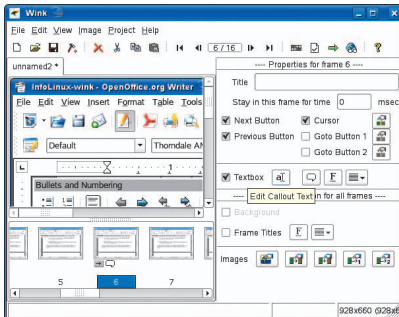 Wink
File Edit View Image Project Help
6 / 16
unnamed2 *
InfoLinux-wink - OpenOffice.org Writer
File Edit View Insert Format Table Tools
Default
Thorndale AM
1
Bullets and Numbering
5 6 7
---- Properties for frame 6 ----
Title
Stay in this frame for time 0 msec
Next Button Cursor
Previous Button Goto Button 1
Goto Button 2
Textbox aI F
Edit Callout Text
n for all frames ----
Background
Frame Titles F
Images
928x660 (928x6